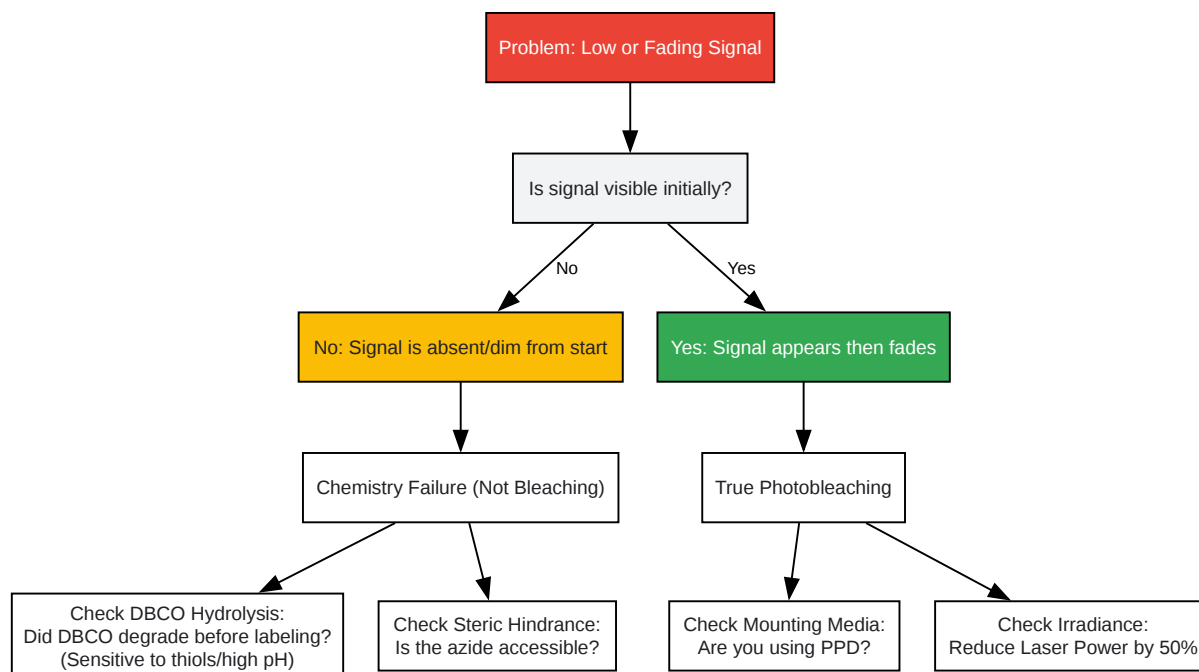 Problem: Low or Fading Signal
Is signal visible initially?
No
Yes
No: Signal is absent/dim from start
Yes: Signal appears then fades
Chemistry Failure (Not Bleaching)
True Photobleaching
Check DBCO Hydrolysis:
Did DBCO degrade before labeling?
(Sensitive to thiols/high pH)
Check Steric Hindrance:
Is the azide accessible?
Check Mounting Media:
Are you using PPD?
Check Irradiance:
Reduce Laser Power by 50%